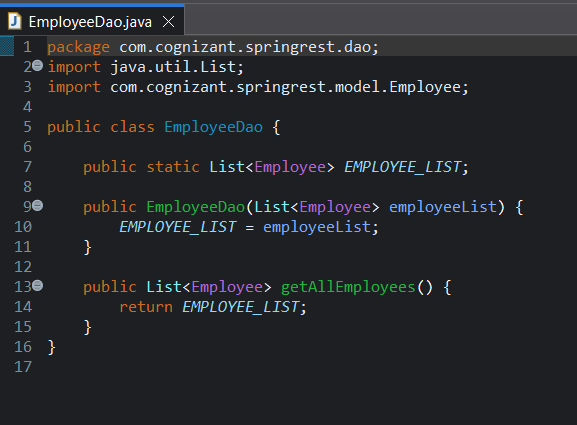 EmployeeDao.java
1 package com.cognizant.springrest.dao;
2 import java.util.List;
3 import com.cognizant.springrest.model.Employee;
4
5 public class EmployeeDao {
6
7     public static List<Employee> EMPLOYEE_LIST;
8
9     public EmployeeDao(List<Employee> employeeList) {
10         EMPLOYEE_LIST = employeeList;
11     }
12
13     public List<Employee> getAllEmployees() {
14         return EMPLOYEE_LIST;
15     }
16 }
17